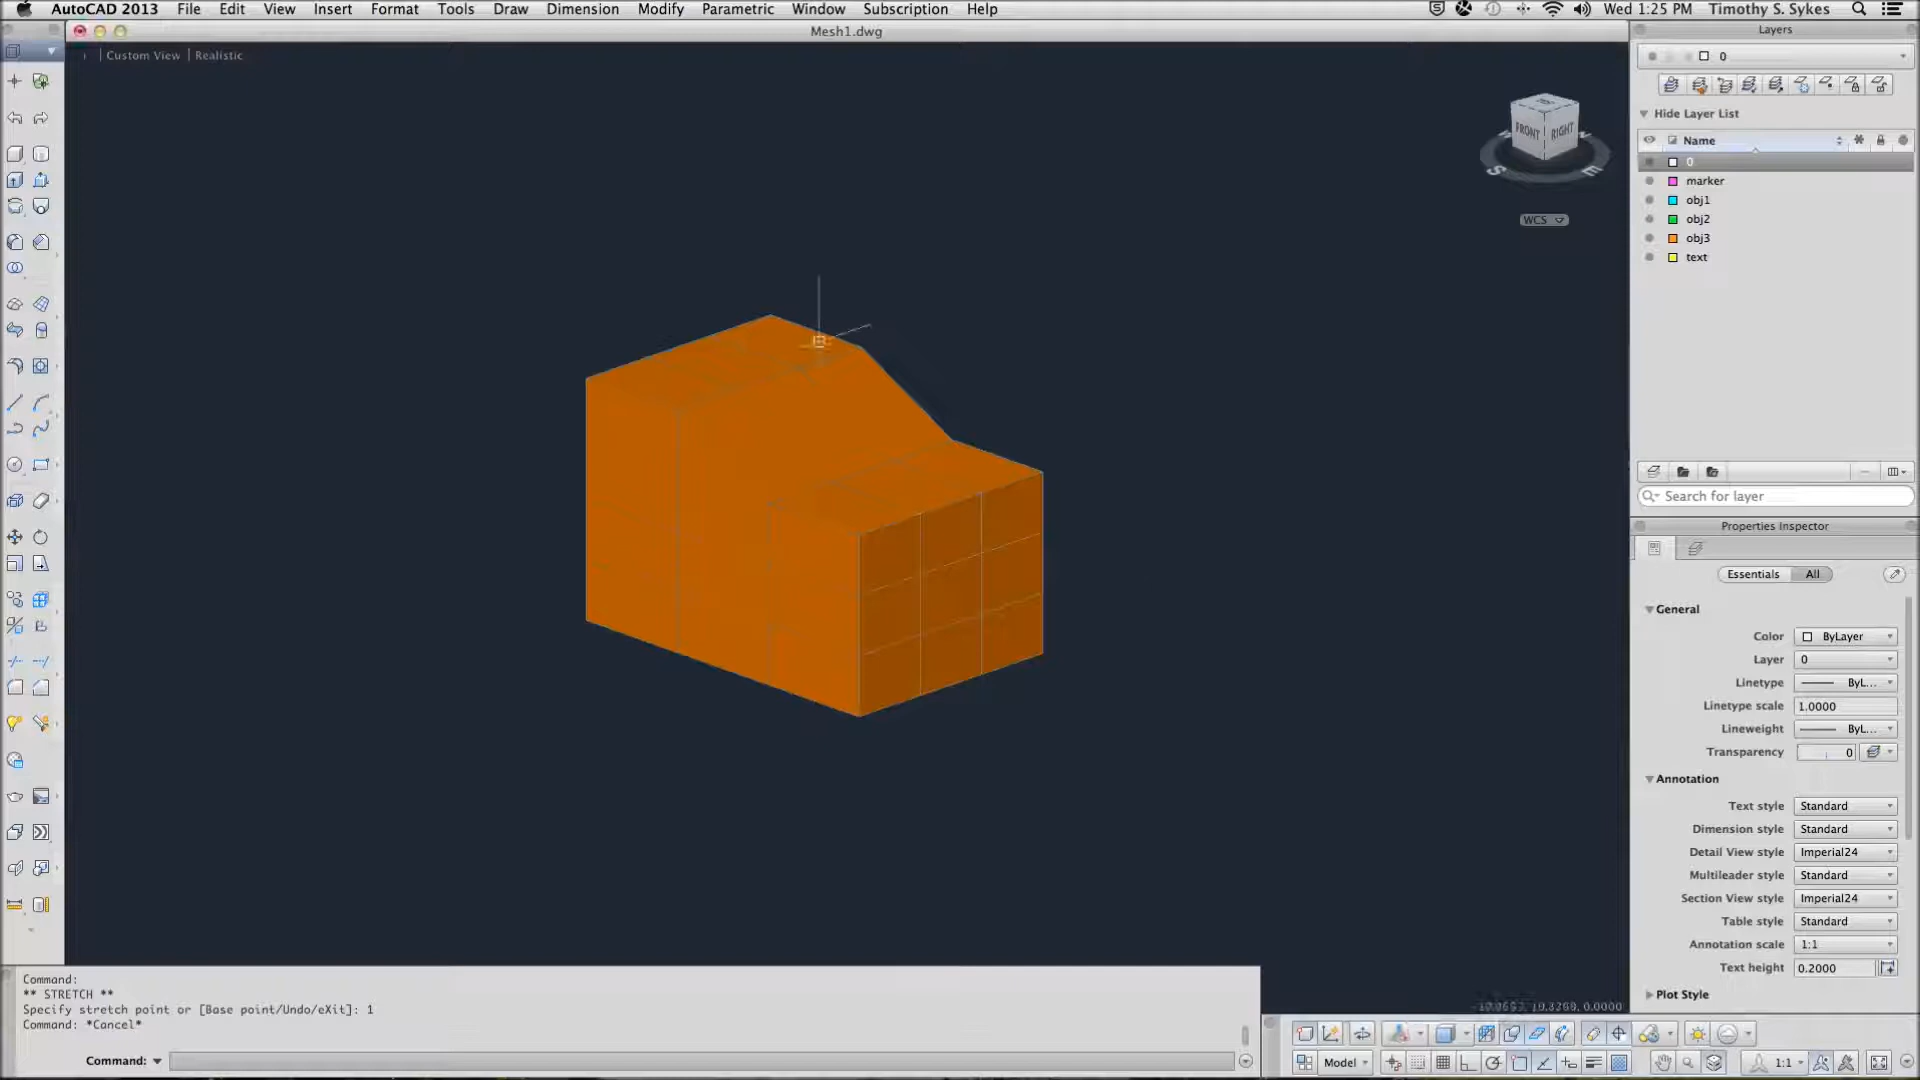 AutoCAD 2013 File Edit View Insert Format Tools Draw Dimension Modify Parametric Window Subscription Help Wed 1:25 PM Timothy S. Sykes
Mesh1.dwg
Custom View | Realistic
TOP
FRONT RIGHT
S E
WCS
Layers
0
Hide Layer List
Name
0
marker
obj1
obj2
obj3
text
Search for layer
Properties Inspector
Essentials All
General
Color ByLayer
Layer 0
Linetype ByL...
Linetype scale 1.0000
Lineweight ByL...
Transparency 0
Annotation
Text style Standard
Dimension style Standard
Detail View style Imperial24
Multileader style Standard
Section View style Imperial24
Table style Standard
Annotation scale 1:1
Text height 0.2000
Plot Style
Command:
** STRETCH **
Specify stretch point or [Base point/Undo/eXit]: 1
Command: *Cancel*
Command:
Model 1:1